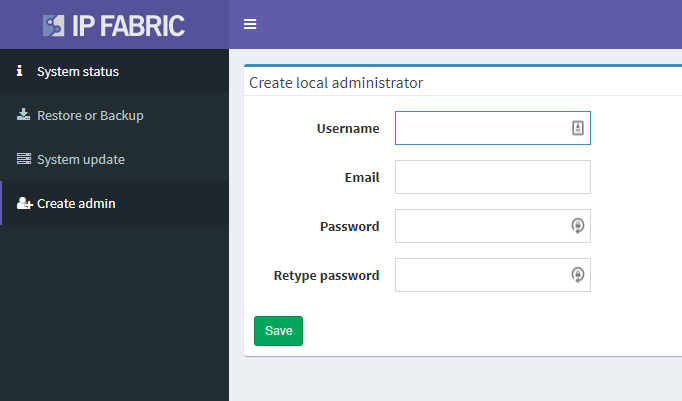 IP FABRIC
System status
Restore or Backup
System update
Create admin
Create local administrator
Username
Email
Password
Retype password
Save